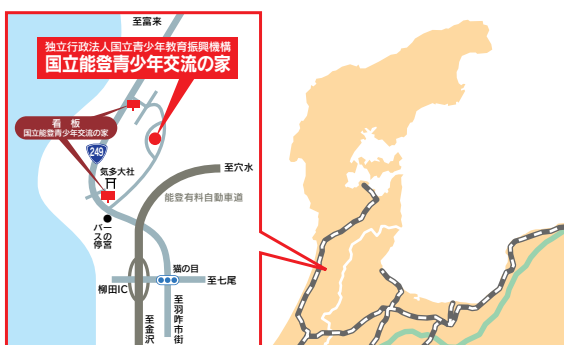 至富来
独立行政法人国立青少年教育振興機構
国立能登青少年交流の家
看 板
国立能登青少年交流の家
249
気多大社
至穴水
能登有料自動車道
一の宮
バス停
猫の目
至七尾
柳田IC
至羽咋市街
至金沢